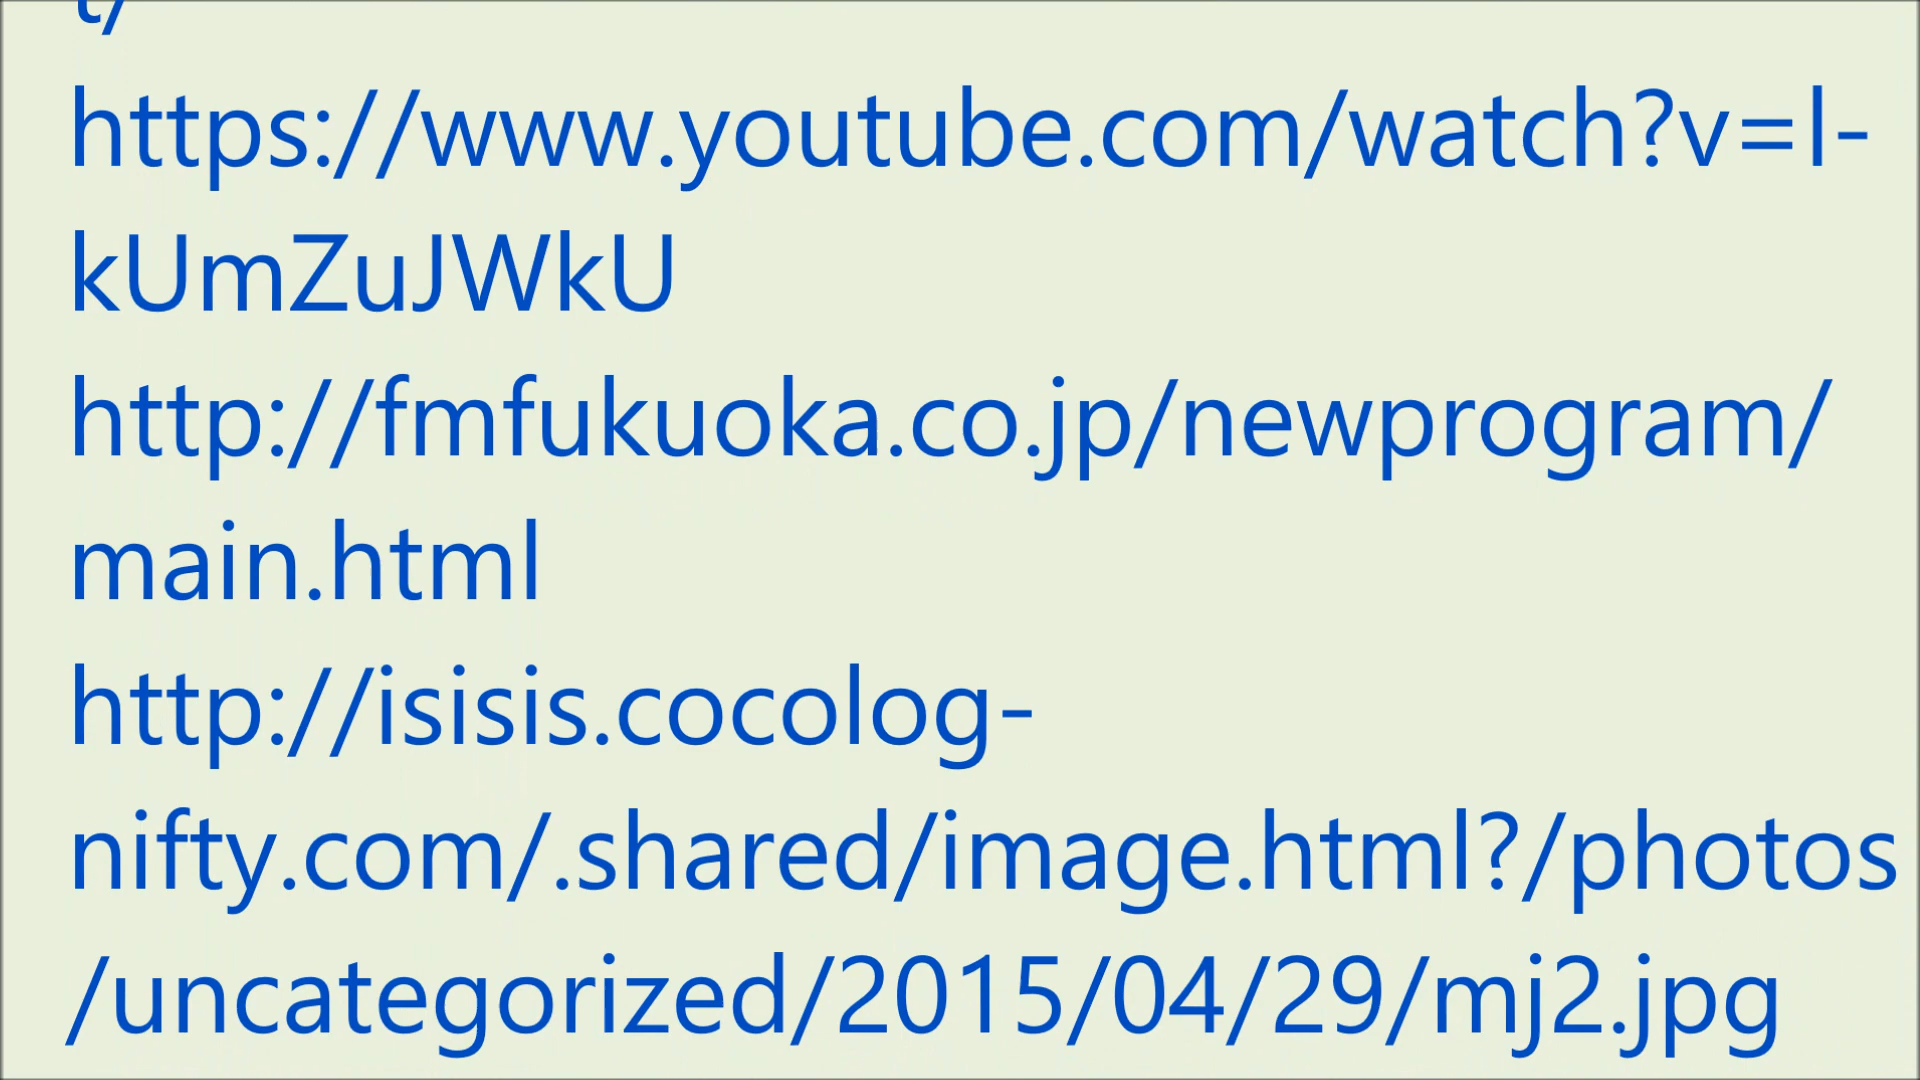 t/
https://www.youtube.com/watch?v=l-
kUmZuJWkU
http://fmfukuoka.co.jp/newprogram/
main.html
http://isisis.cocolog-
nifty.com/.shared/image.html?/photos
/uncategorized/2015/04/29/mj2.jpg